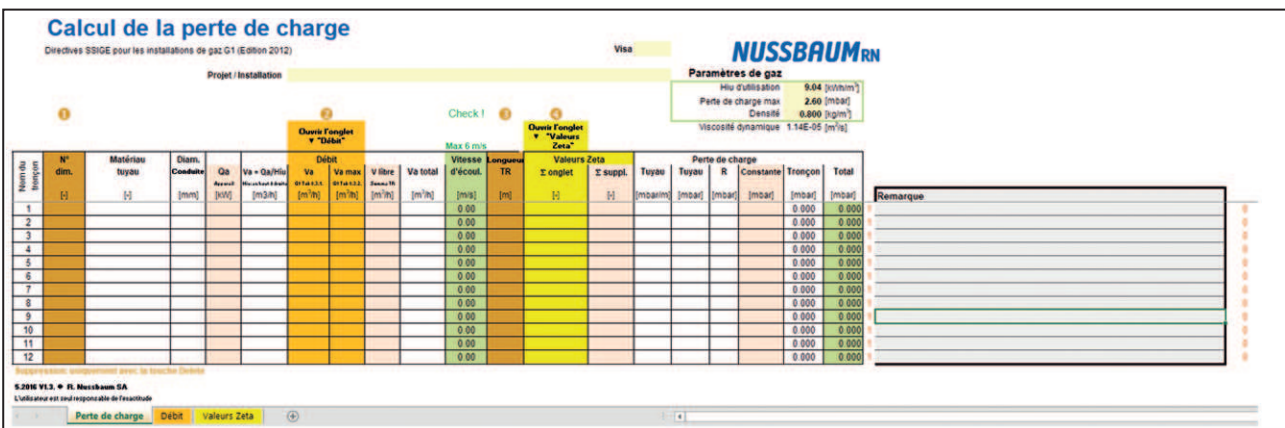 Calcul de la perte de charge
Directives SSIGE pour les installations de gaz G1 (Edition 2012)
Visa
NUSSBAUM RN
Projet / Installation
Paramètres de gaz
Hiu d'utilisation 9.04 [kWh/m³]
Perte de charge max 2.60 [mbar]
Densité 0.800 [kg/m³]
Viscosité dynamique 1.14E-05 [m²/s]
1 2 Check ! 3 4
Ouvrir l'onglet
▼ "Débit"
Ouvrir l'onglet
▼ "Valeurs
Zeta"
Max 6 m/s
Nom du tronçon N° dim. Matériau tuyau Diam. Conduite Débit Vitesse d'écoul. Longueur TR Valeurs Zeta Perte de charge
Qa Va = Qa/Hiu Va Va max V libre Va total Σ onglet Σ suppl. Tuyau Tuyau R Constante Tronçon Total
[-] [-] [mm] [kW] [m3/h] [m³/h] [m³/h] [m³/h] [m³/h] [m/s] [m] [-] [-] [mbar/m] [mbar] [mbar] [mbar] [mbar] [mbar] Remarque
1 0.00 0.000 0.000
2 0.00 0.000 0.000
3 0.00 0.000 0.000
4 0.00 0.000 0.000
5 0.00 0.000 0.000
6 0.00 0.000 0.000
7 0.00 0.000 0.000
8 0.00 0.000 0.000
9 0.00 0.000 0.000
10 0.00 0.000 0.000
11 0.00 0.000 0.000
12 0.00 0.000 0.000
Suppression: uniquement avec la touche Delete
5.2016 V1.3. R. Nussbaum SA
L'utilisateur est seul responsable de l'exactitude
Perte de charge Débit Valeurs Zeta